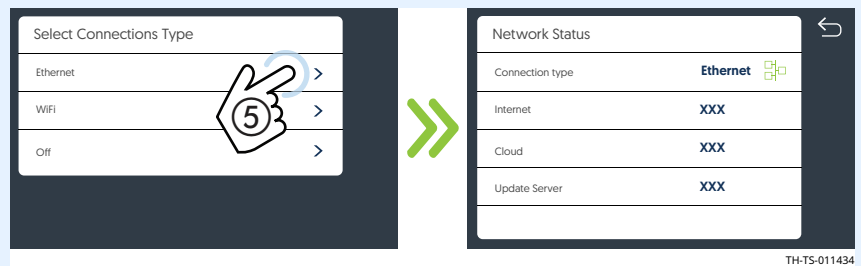 Select Connections Type
Ethernet
WiFi
Off
5
Network Status
Connection type Ethernet
Internet XXX
Cloud XXX
Update Server XXX
TH-TS-011434